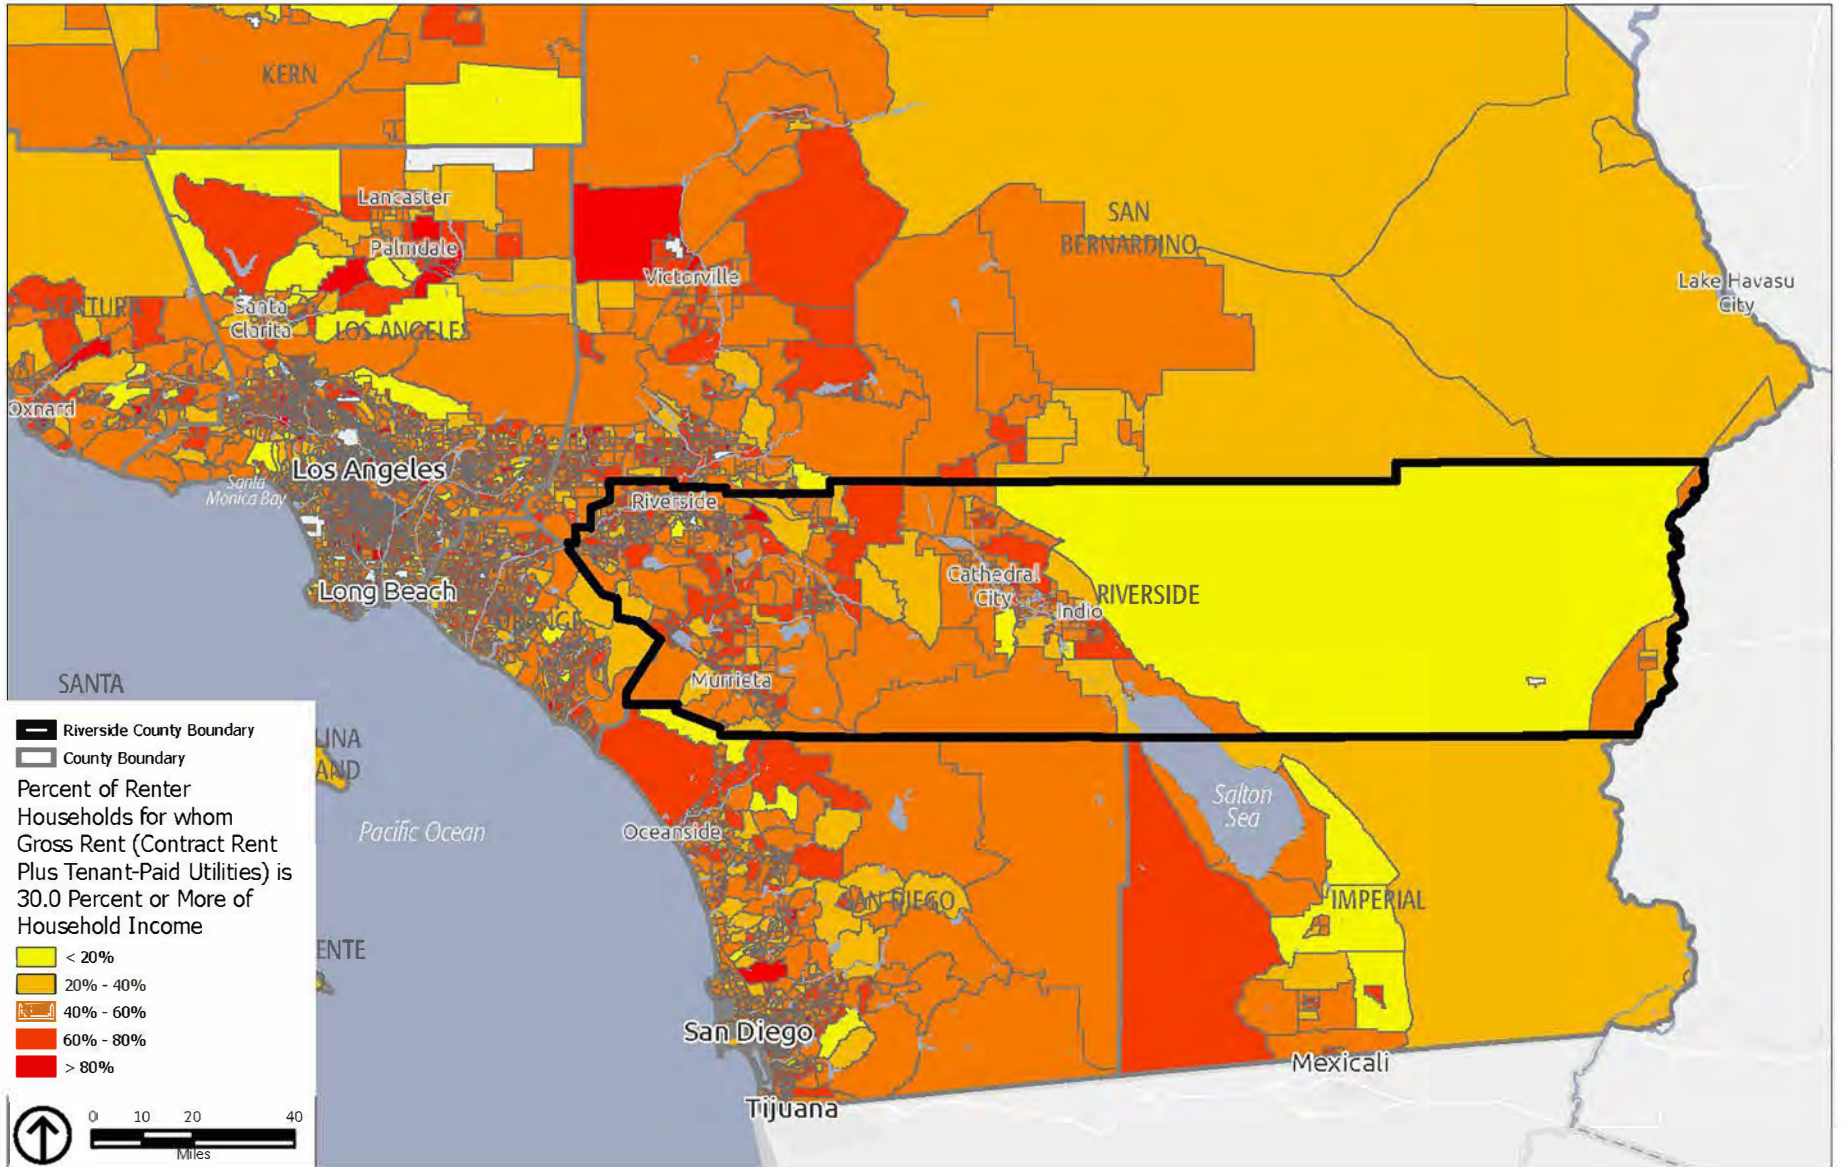 KERN
Lancaster
Palmdale
SAN
BERNARDINO
Victorville
Lake Havasu
City
VENTURA
Santa
Clarita
LOS ANGELES
Oxnard
Los Angeles
Santa
Monica Bay
Riverside
Long Beach
Cathedral
City
RIVERSIDE
Indio
ORANGE
Murrieta
SANTA
LINA
AND
Riverside County Boundary
County Boundary
Percent of Renter
Households for whom
Gross Rent (Contract Rent
Plus Tenant-Paid Utilities) is
30.0 Percent or More of
Household Income
< 20%
20% - 40%
40% - 60%
60% - 80%
> 80%
Pacific Ocean
Oceanside
Salton
Sea
SAN DIEGO
IMPERIAL
ENTE
San Diego
Mexicali
Tijuana
0 10 20 40
Miles